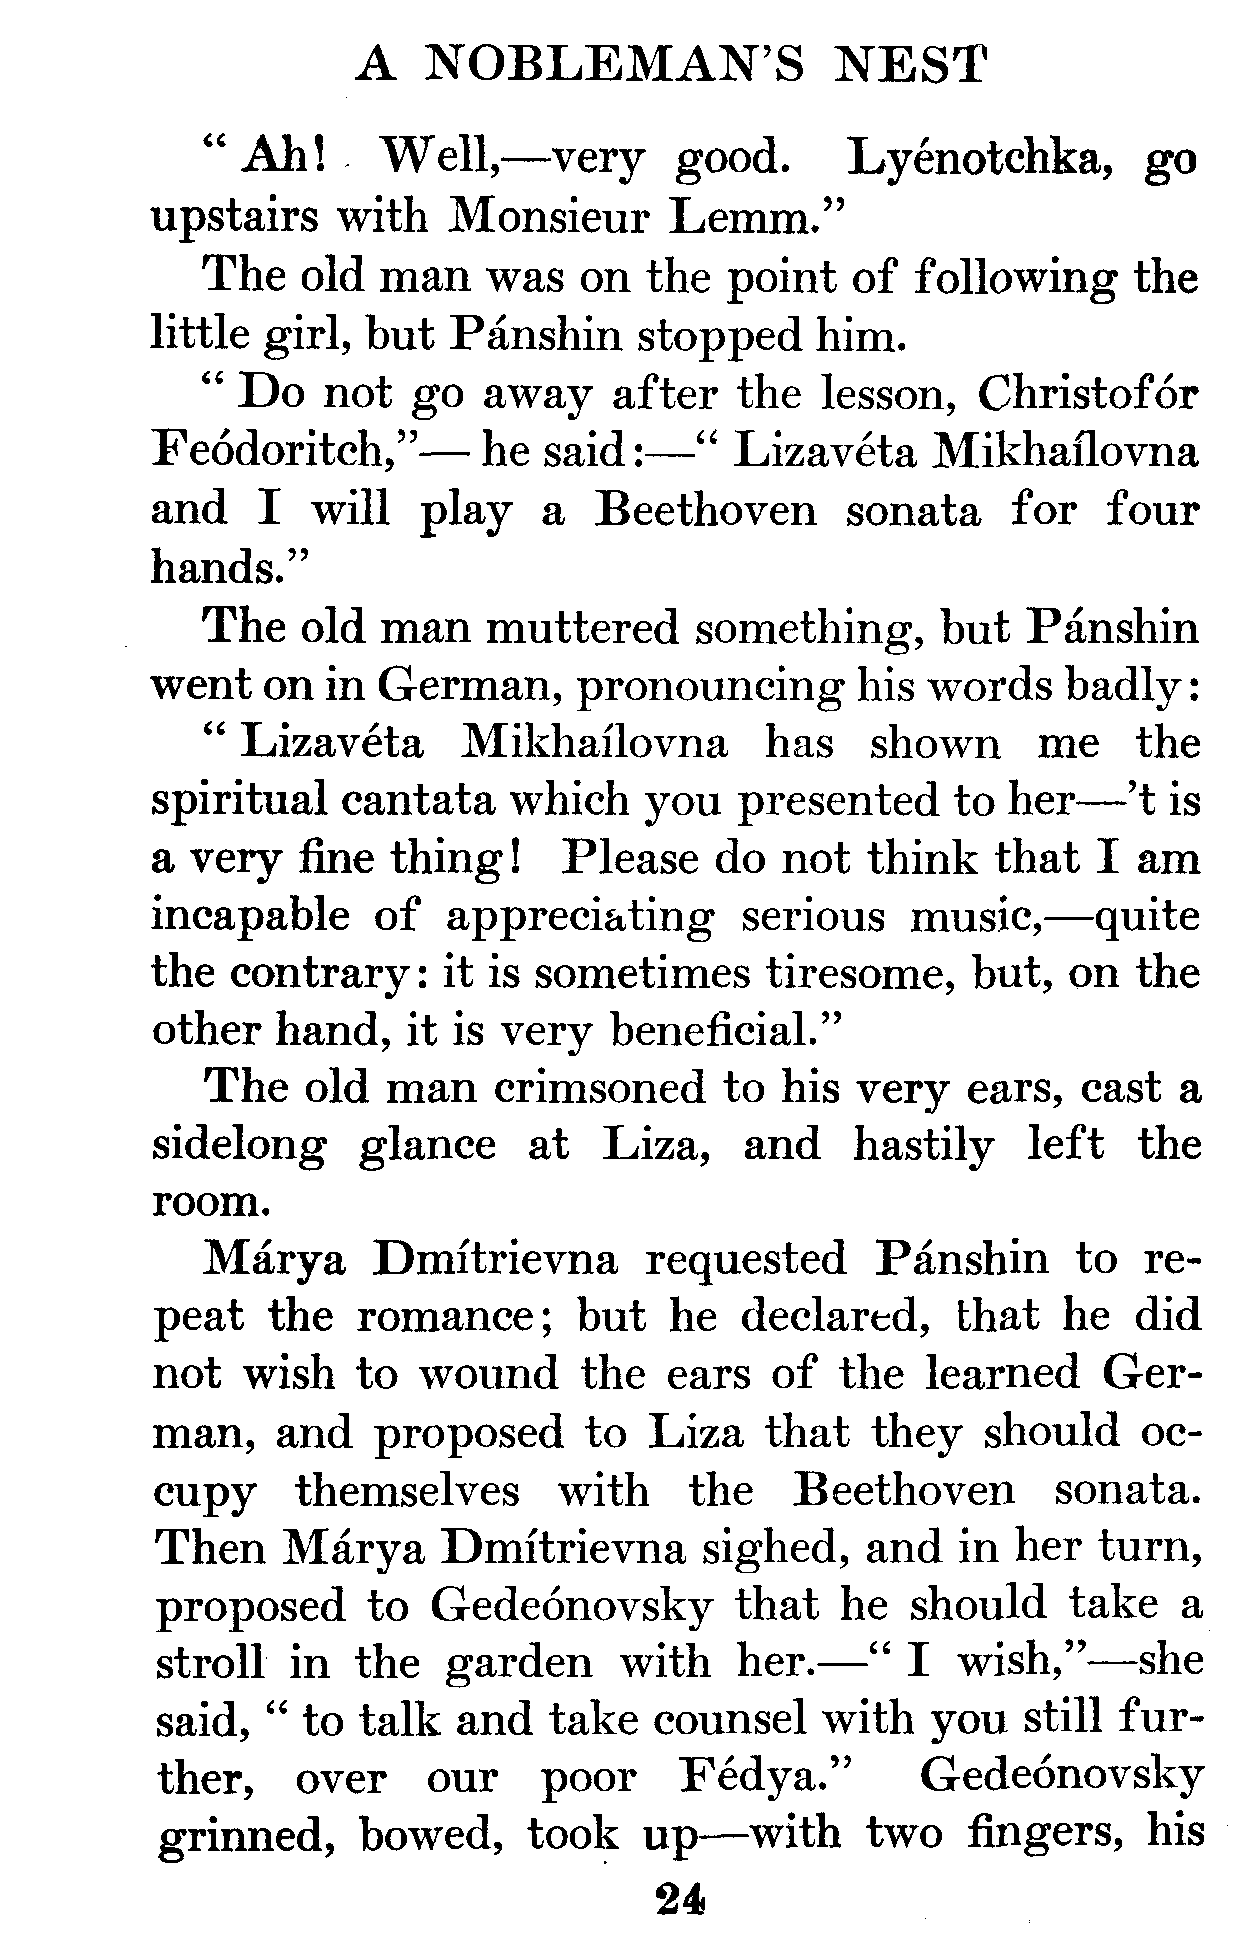 A NOBLEMAN'S NEST
“ Ah! Well,—very good. Lyénotchka, go
upstairs with Monsieur Lemm.”
The old man was on the point of following the
little girl, but Pánshin stopped him.
“ Do not go away after the lesson, Christofór
Feódoritch,”— he said:—“ Lizavéta Mikhaílovna
and I will play a Beethoven sonata for four
hands.”
The old man muttered something, but Pánshin
went on in German, pronouncing his words badly:
“ Lizavéta Mikhaílovna has shown me the
spiritual cantata which you presented to her—’t is
a very fine thing! Please do not think that I am
incapable of appreciating serious music,—quite
the contrary: it is sometimes tiresome, but, on the
other hand, it is very beneficial.”
The old man crimsoned to his very ears, cast a
sidelong glance at Liza, and hastily left the
room.
Márya Dmítrievna requested Pánshin to re-
peat the romance; but he declared, that he did
not wish to wound the ears of the learned Ger-
man, and proposed to Liza that they should oc-
cupy themselves with the Beethoven sonata.
Then Márya Dmítrievna sighed, and in her turn,
proposed to Gedeónovsky that he should take a
stroll in the garden with her.—“ I wish,”—she
said, “ to talk and take counsel with you still fur-
ther, over our poor Fédya.” Gedeónovsky
grinned, bowed, took up—with two fingers, his
24